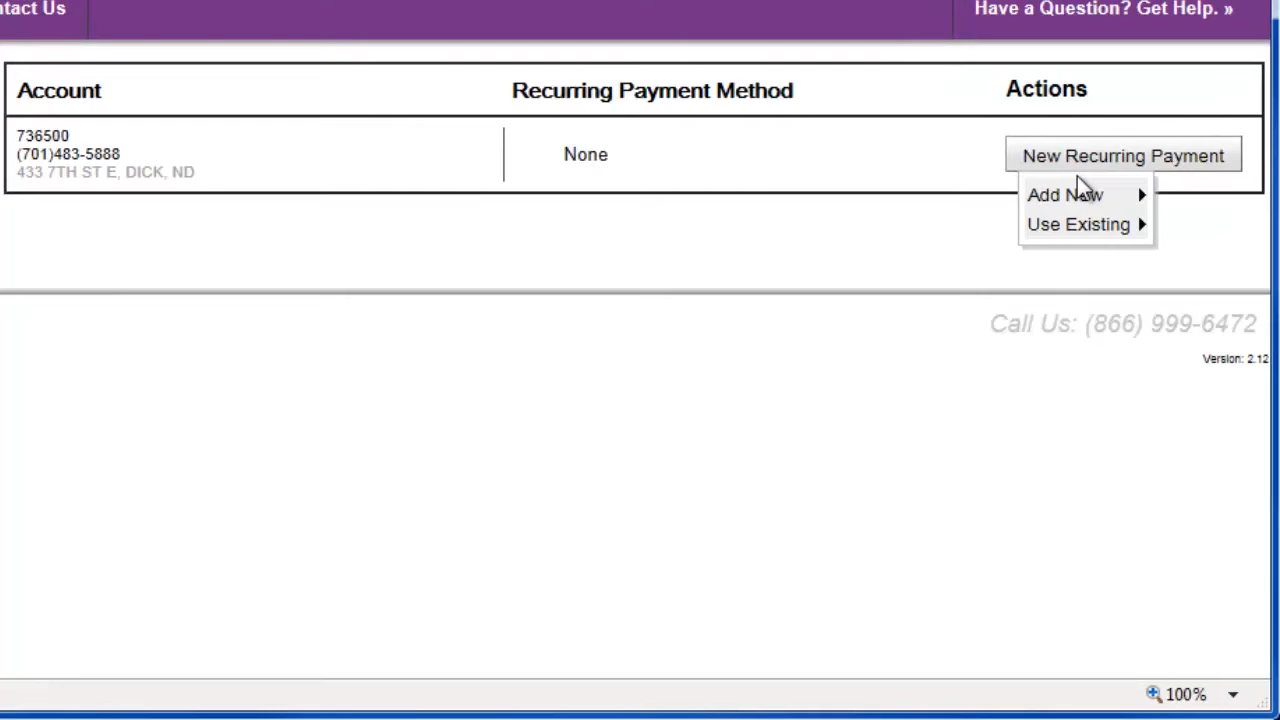 ntact Us
Have a Question? Get Help. »
Account
Recurring Payment Method
Actions
736500
(701)483-5888
433 7TH ST E, DICK, ND
None
New Recurring Payment
Add New
Use Existing
Call Us: (866) 999-6472
Version: 2.12
100%